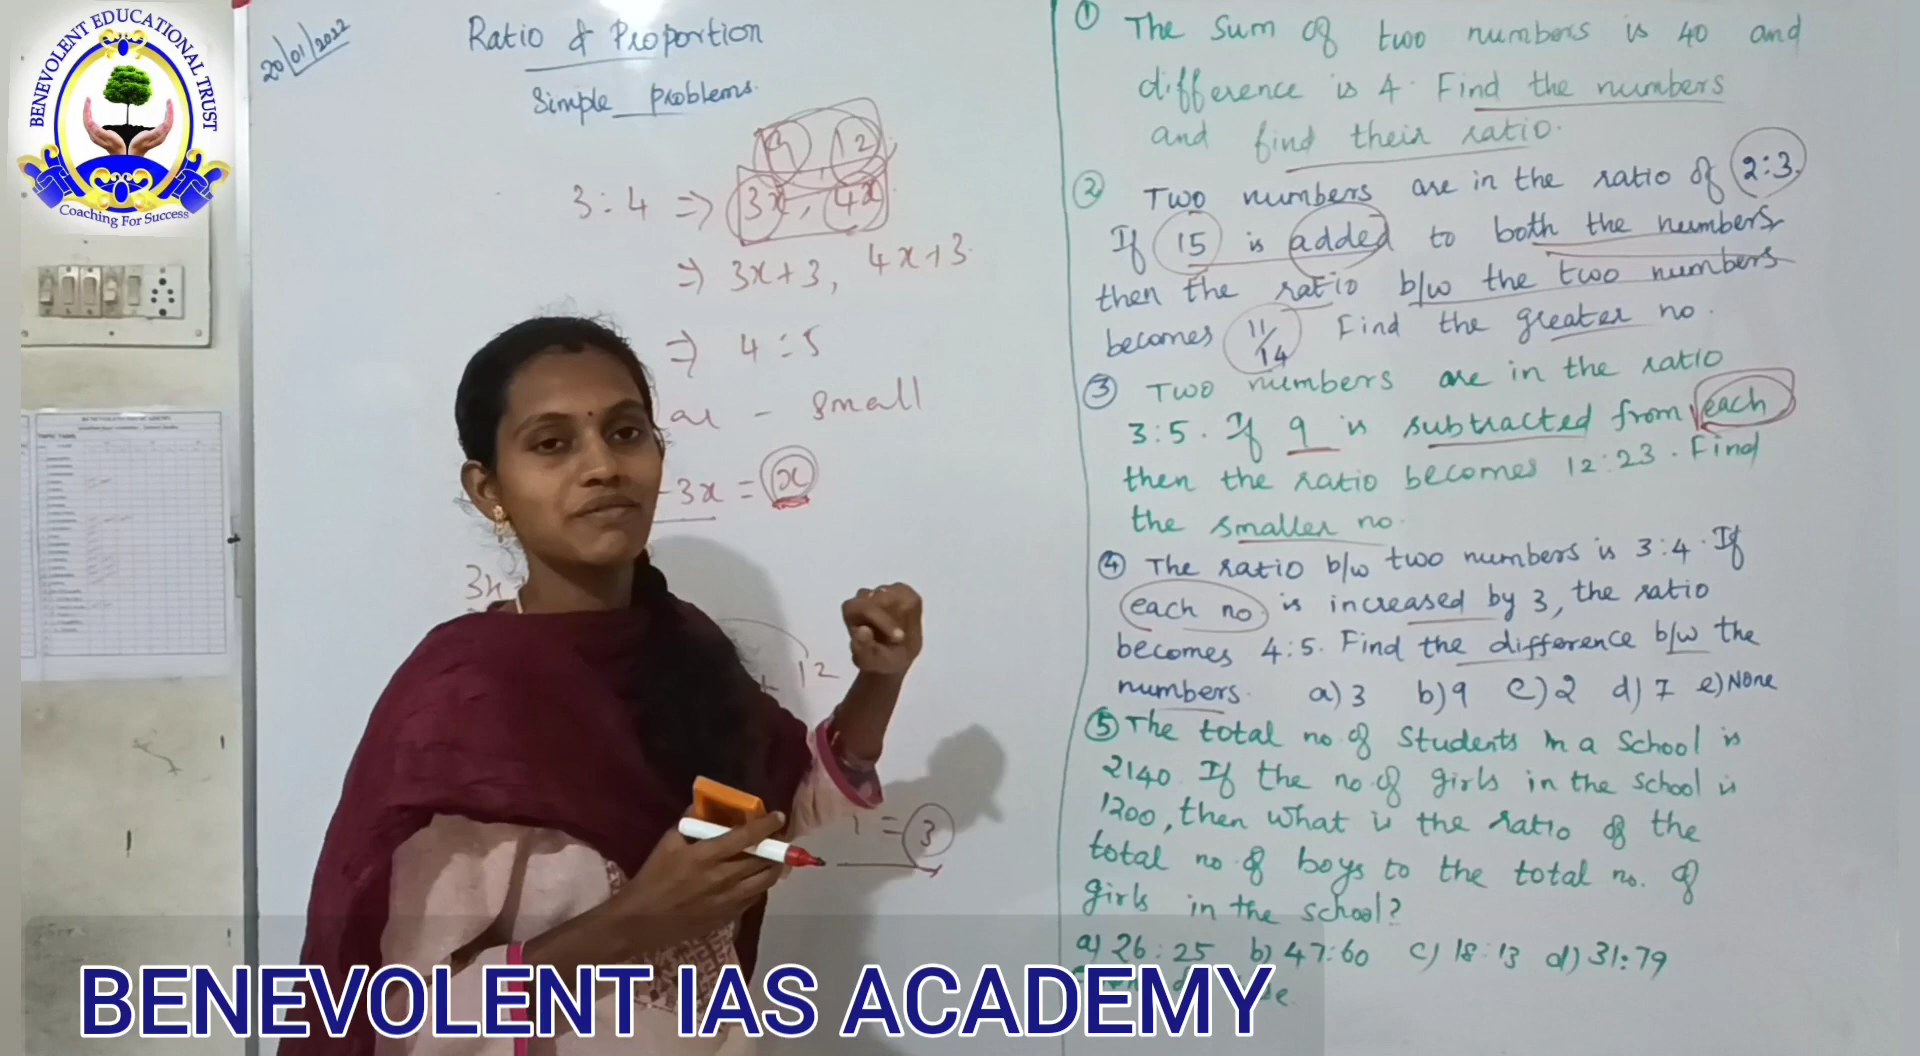 BENEVOLENT EDUCATIONAL TRUST
Coaching For Success
20/01/2022
Ratio & Proportion
Simple Problems.
9, 12
3:4 ⇒ 3x, 4x
⇒ 3x+3, 4x+3
⇒ 4:5
- small
-3x = x
12
1 = 3
① The Sum of two numbers is 40 and
difference is 4. Find the numbers
and find their ratio.
② Two numbers are in the ratio of 2:3.
If 15 is added to both the numbers
then the ratio b/w the two numbers
becomes 11/14 Find the greater no.
③ Two numbers are in the ratio
3:5. If 9 is subtracted from each
then the ratio becomes 12:23. Find
the smaller no.
④ The ratio b/w two numbers is 3:4. If
each no. is increased by 3, the ratio
becomes 4:5. Find the difference b/w the
numbers. a) 3 b) 9 c) 2 d) 7 e) None
⑤ The total no. of Students in a School is
2140. If the no. of girls in the school is
1200, then what is the ratio of the
total no. of boys to the total no. of
girls in the school?
a) 26:25 b) 47:60 c) 18:13 d) 31:79
BENEVOLENT IAS ACADEMY